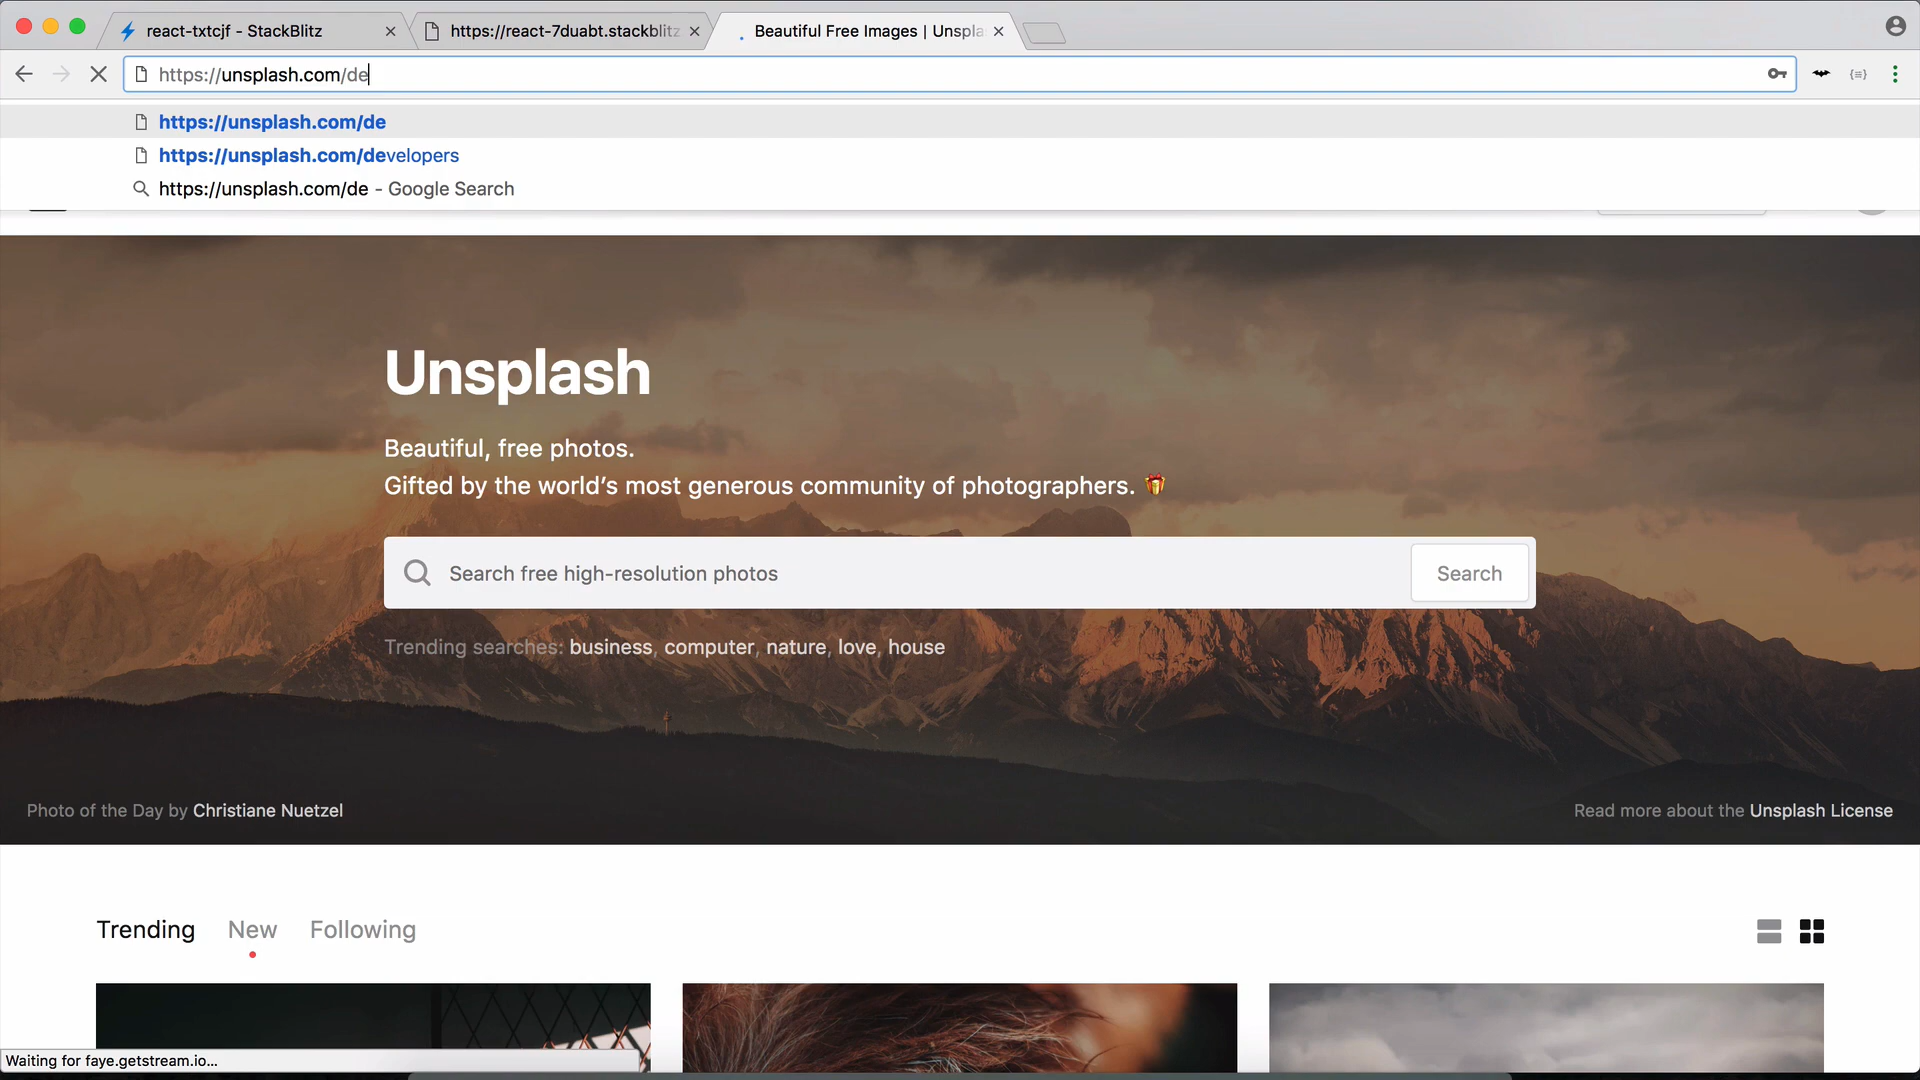 react-txtcjf - StackBlitz
https://react-7duabt.stackblitz
Beautiful Free Images | Unspla
https://unsplash.com/de
https://unsplash.com/de
https://unsplash.com/developers
https://unsplash.com/de - Google Search
Unsplash
Beautiful, free photos.
Gifted by the world’s most generous community of photographers. 🎁
Search free high-resolution photos
Search
Trending searches: business, computer, nature, love, house
Photo of the Day by Christiane Nuetzel
Read more about the Unsplash License
Trending New Following
Waiting for faye.getstream.io...